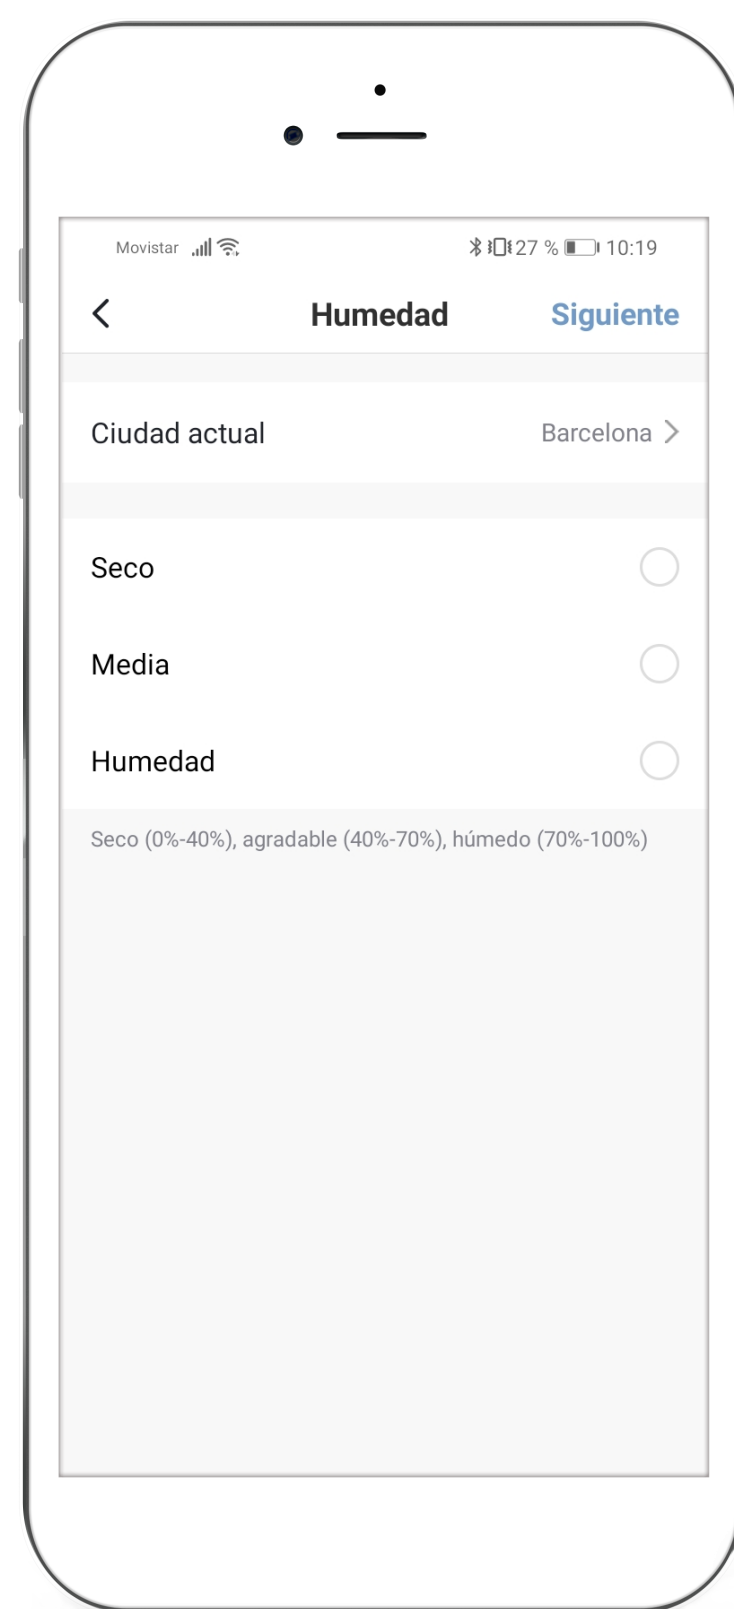 Movistar 27 % 10:19
Humedad Siguiente
Ciudad actual Barcelona
Seco
Media
Humedad
Seco (0%-40%), agradable (40%-70%), húmedo (70%-100%)